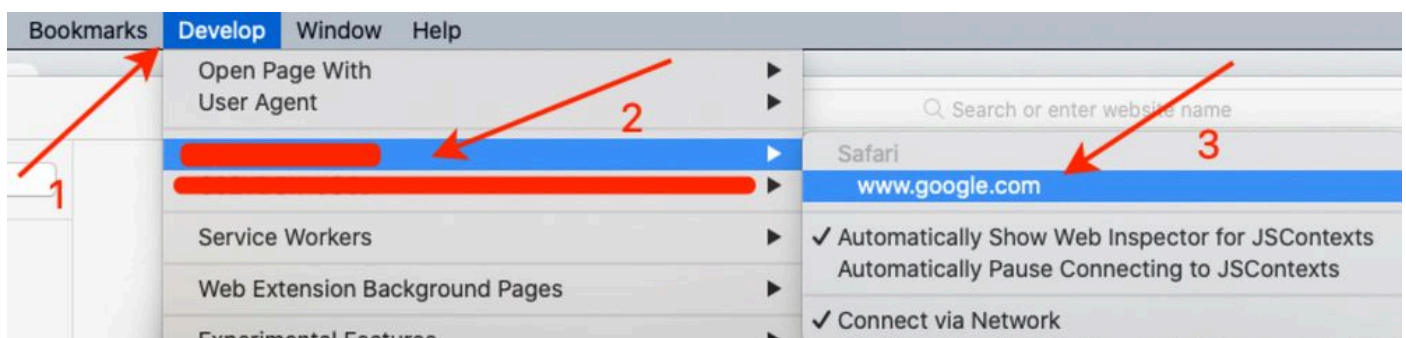 Bookmarks Develop Window Help
Open Page With
User Agent
2
Search or enter website name
Safari
3
www.google.com
1
Service Workers
✓ Automatically Show Web Inspector for JSContexts
Automatically Pause Connecting to JSContexts
Web Extension Background Pages
✓ Connect via Network
Experimental Features